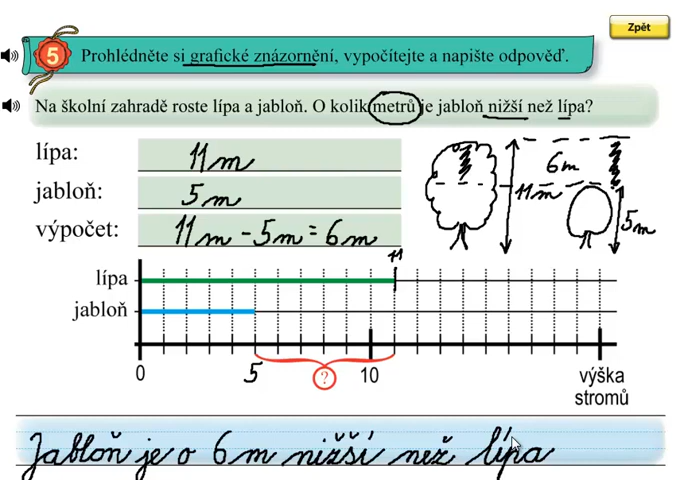 Zpět
5 Prohlédněte si grafické znázornění, vypočítejte a napište odpověď.
Na školní zahradě roste lípa a jabloň. O kolik metrů je jabloň nižší než lípa?
lípa: 11m
jabloň: 5m
výpočet: 11m - 5m = 6m
6m
11m
5m
11
lípa
jabloň
0 5 ? 10 výška
stromů
Jabloň je o 6m nižší než lípa